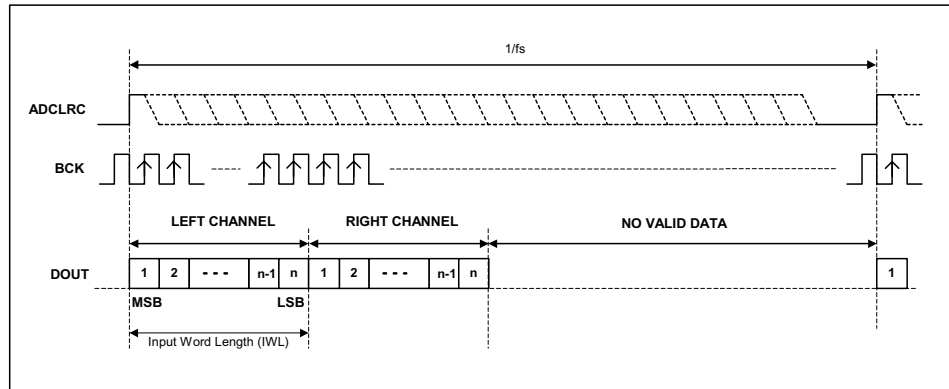 1/fs
ADCLRC
BCK
LEFT CHANNEL RIGHT CHANNEL NO VALID DATA
DOUT 1 2 n-1 n 1 2 n-1 n 1
MSB LSB
Input Word Length (IWL)